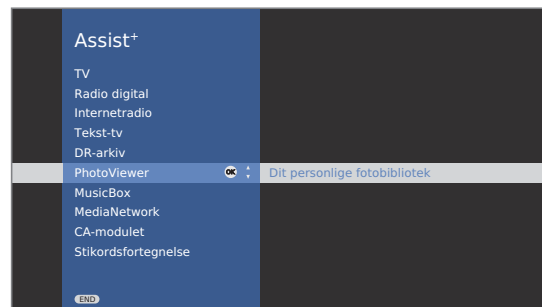 Assist+
TV
Radio digital
Internetradio
Tekst-tv
DR-arkiv
PhotoViewer OK Dit personlige fotobibliotek
MusicBox
MediaNetwork
CA-modulet
Stikordsfortegnelse
END